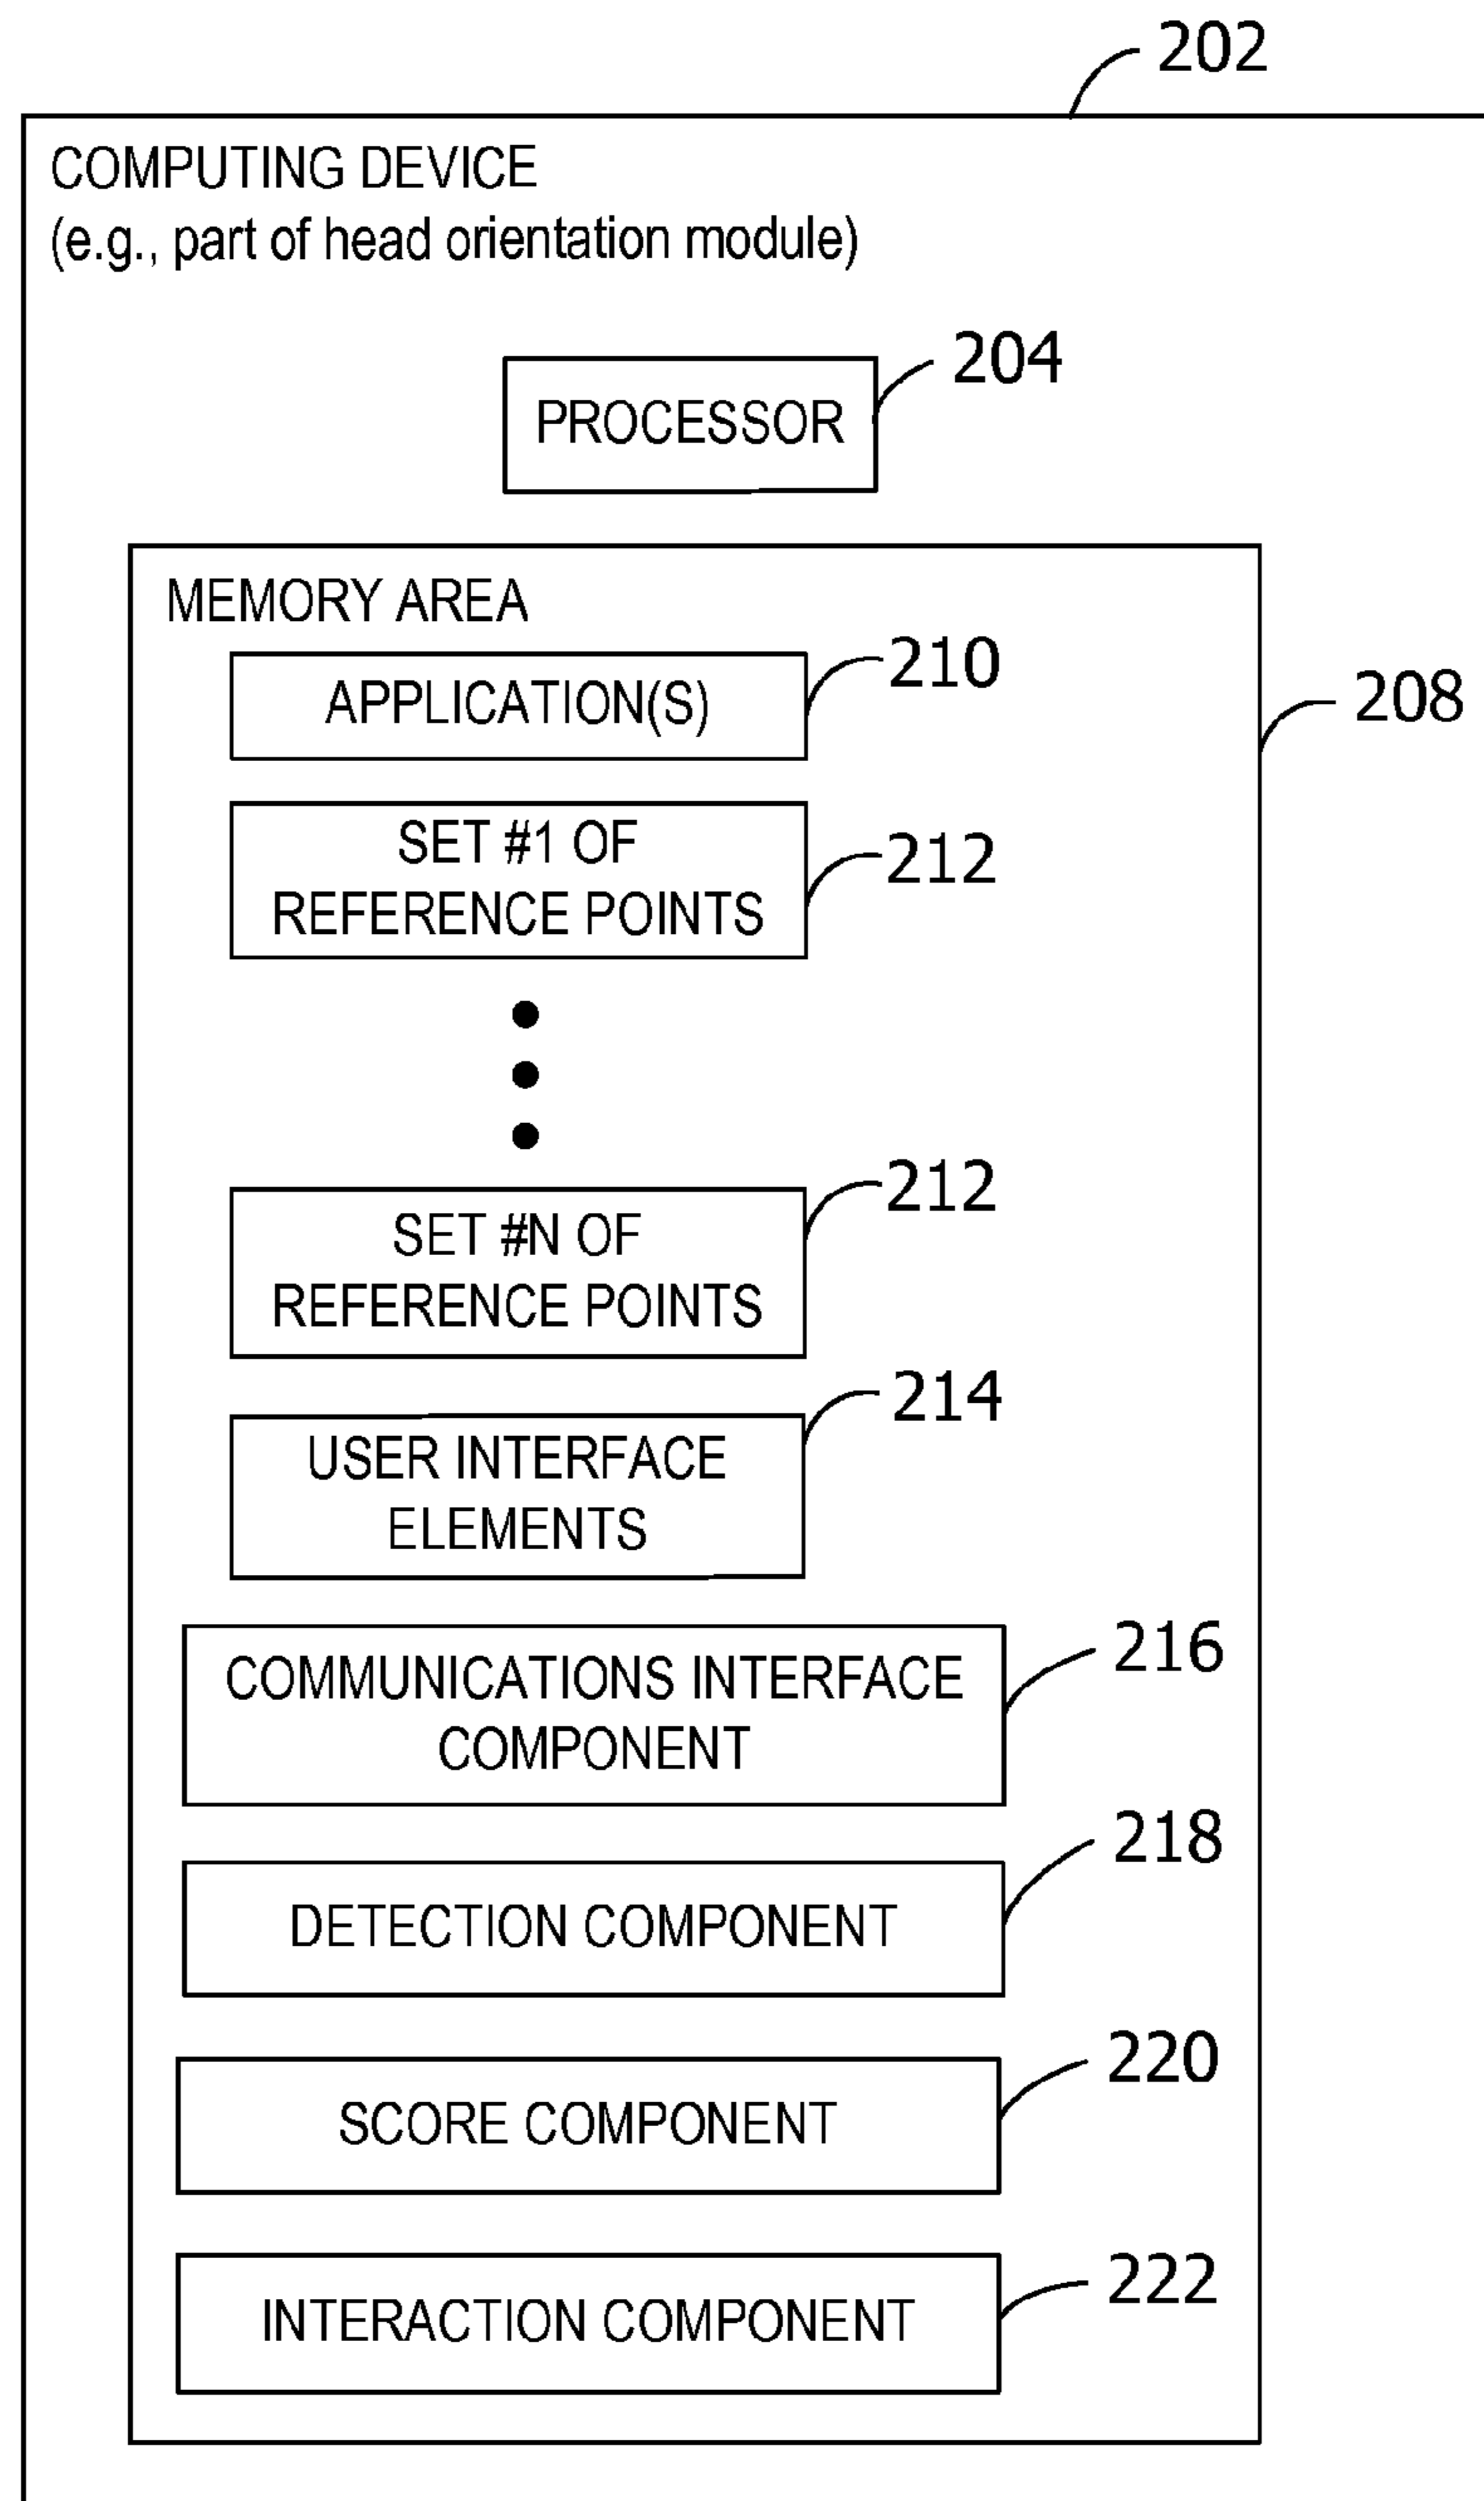 202
COMPUTING DEVICE
(e.g., part of head orientation module)
204
PROCESSOR
MEMORY AREA
210
APPLICATION(S)
208
SET #1 OF
212
REFERENCE POINTS
212
SET #N OF
REFERENCE POINTS
214
USER INTERFACE
ELEMENTS
216
COMMUNICATIONS INTERFACE
COMPONENT
218
DETECTION COMPONENT
220
SCORE COMPONENT
222
INTERACTION COMPONENT